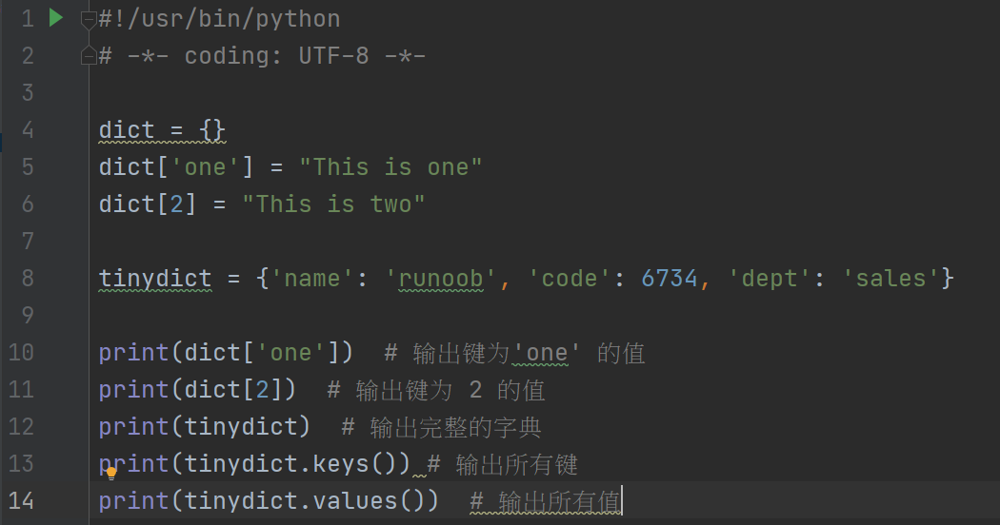 1 #!/usr/bin/python
2 # -*- coding: UTF-8 -*-
3
4 dict = {}
5 dict['one'] = "This is one"
6 dict[2] = "This is two"
7
8 tinydict = {'name': 'runoob', 'code': 6734, 'dept': 'sales'}
9
10 print(dict['one'])  # 输出键为'one' 的值
11 print(dict[2])  # 输出键为 2 的值
12 print(tinydict)  # 输出完整的字典
13 print(tinydict.keys()) # 输出所有键
14 print(tinydict.values())  # 输出所有值